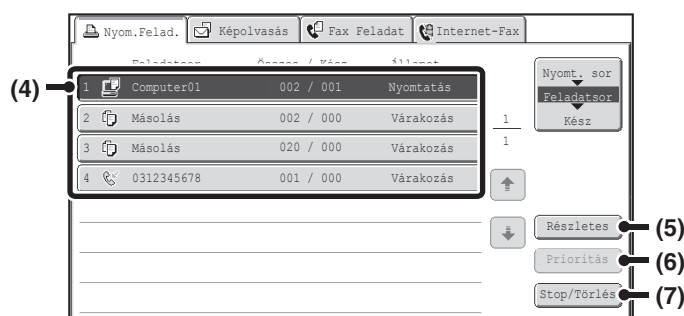 Nyom.Felad. Képolvasás Fax Feladat Internet-Fax
Feladatsor Összes / Kész Állapot
(4)
1 Computer01 002 / 001 Nyomtatás
2 Másolás 002 / 000 Várakozás
3 Másolás 020 / 000 Várakozás
4 0312345678 001 / 000 Várakozás
1
1
Nyomt. sor
Feladatsor
Kész
Részletes (5)
Prioritás (6)
Stop/Törlés (7)